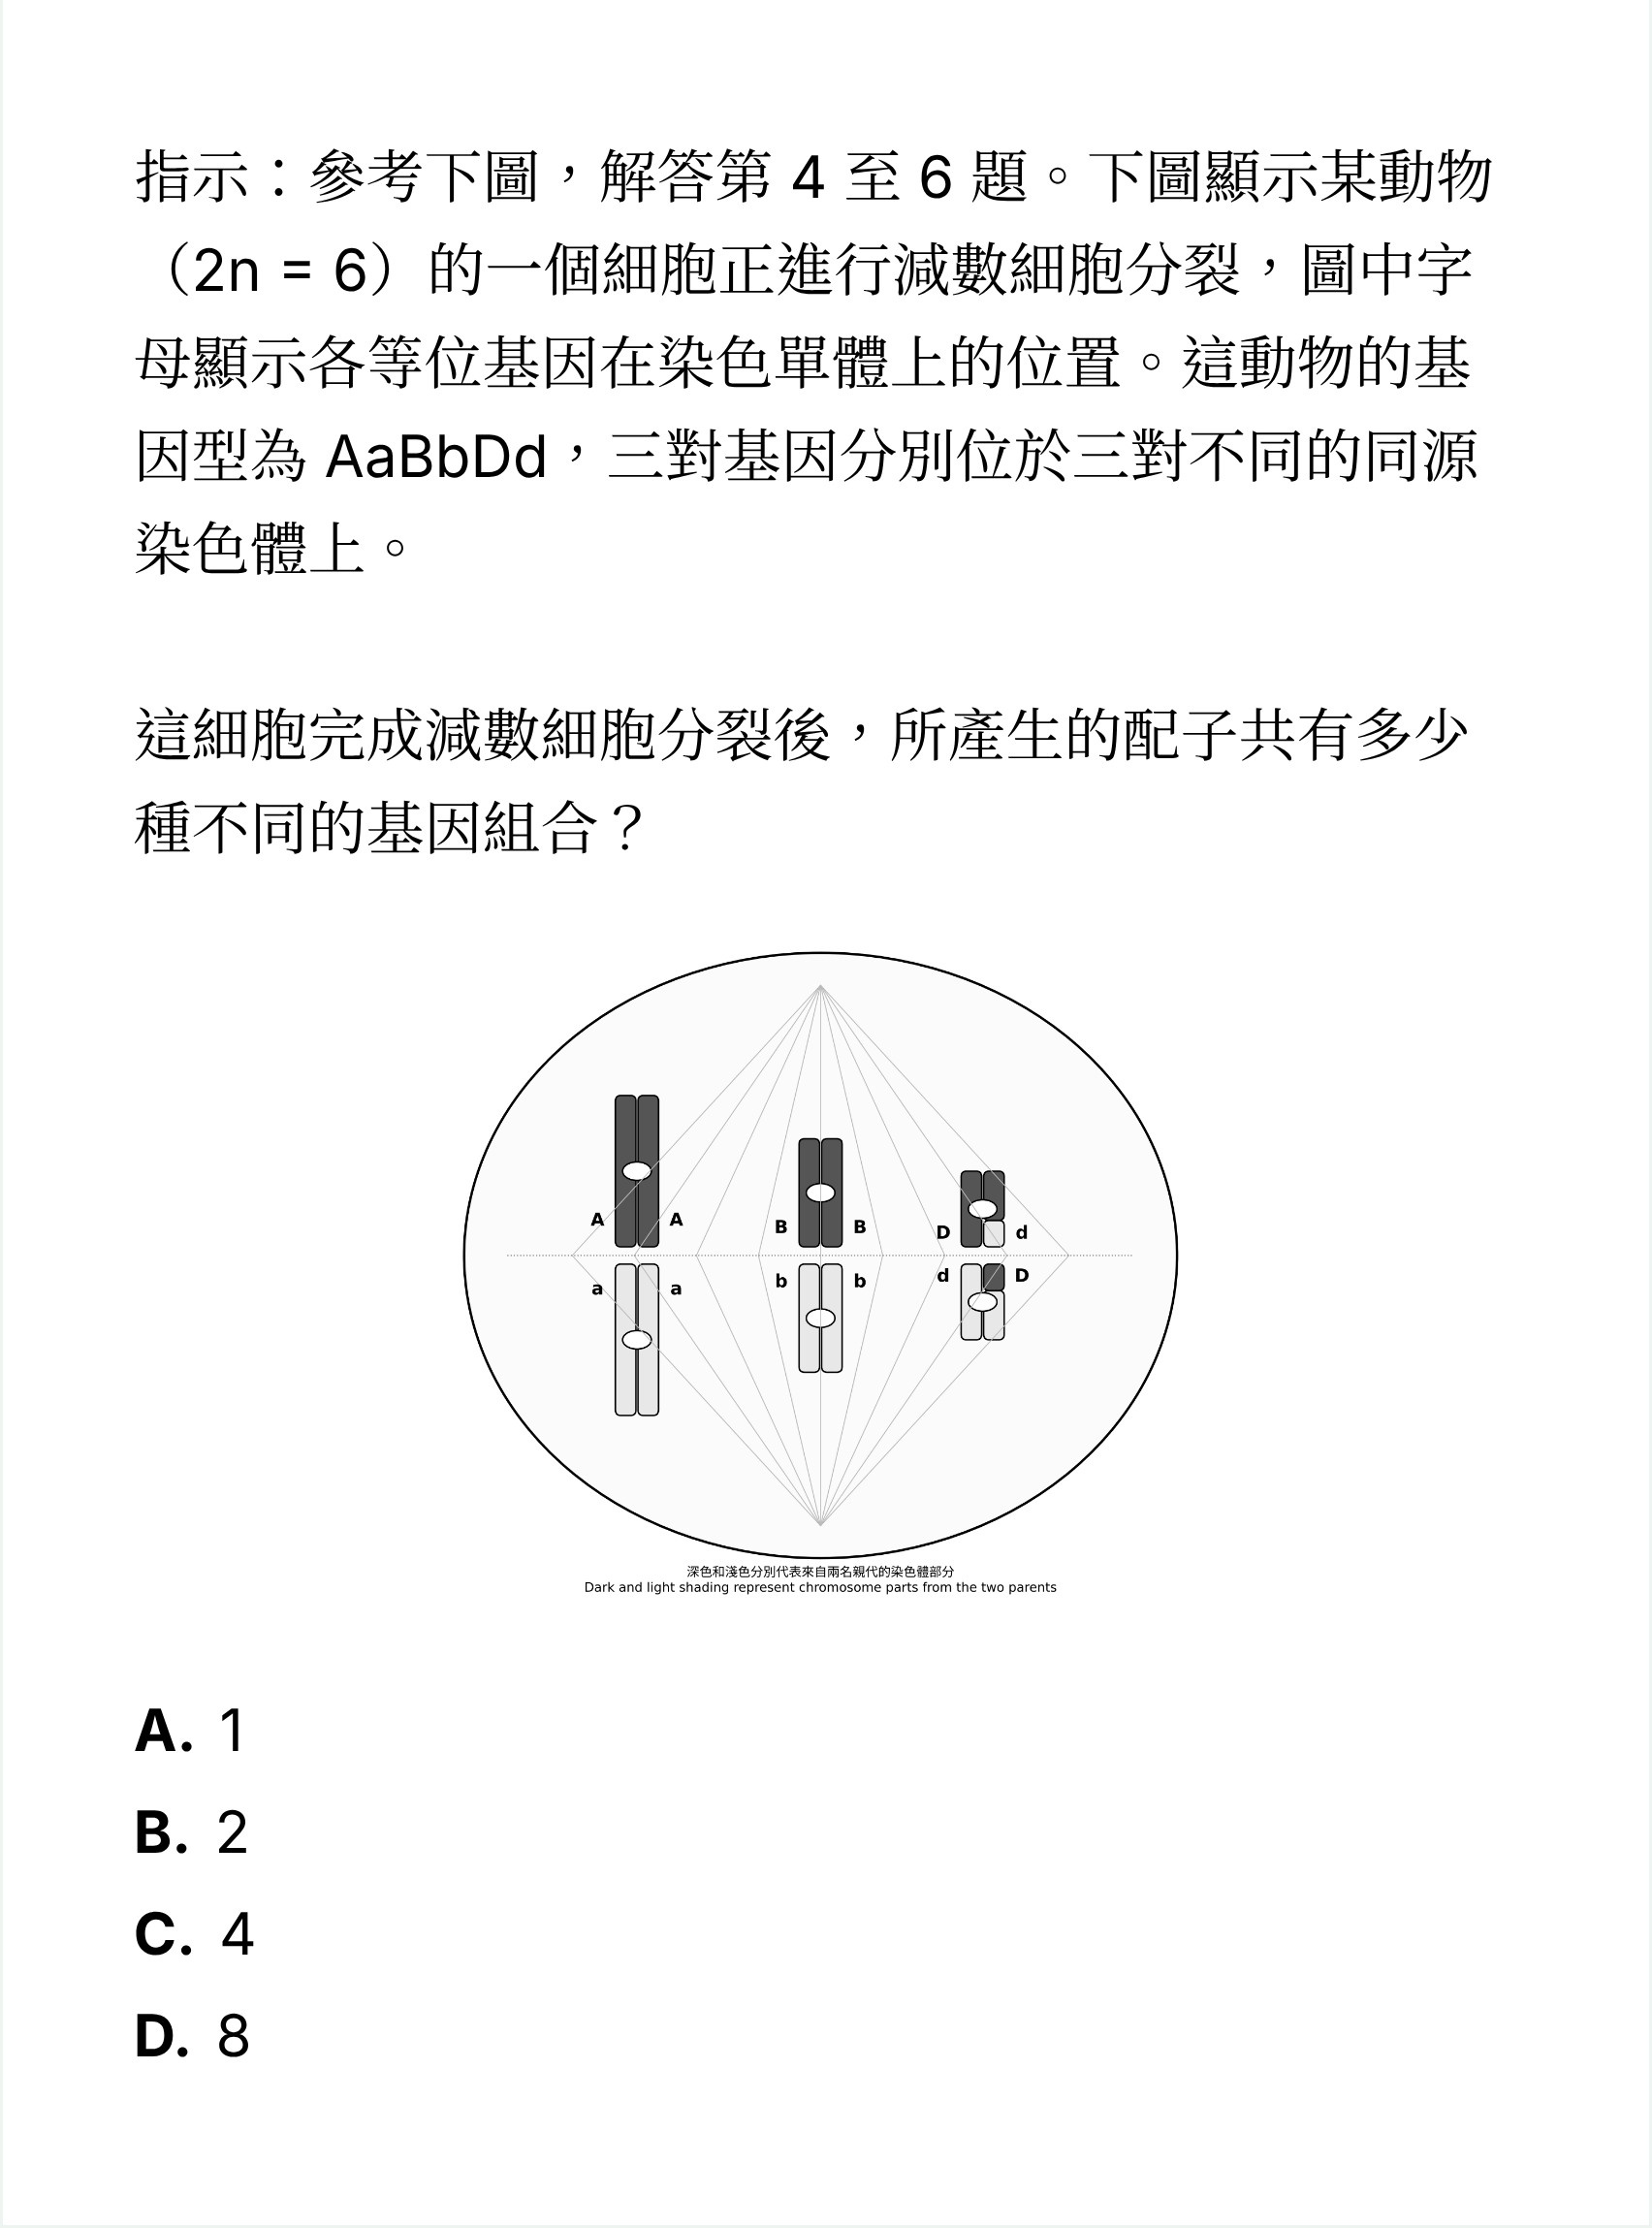 指示：參考下圖，解答第 4 至 6 題。下圖顯示某動物
（2n = 6）的一個細胞正進行減數細胞分裂，圖中字
母顯示各等位基因在染色單體上的位置。這動物的基
因型為 AaBbDd，三對基因分別位於三對不同的同源
染色體上。
這細胞完成減數細胞分裂後，所產生的配子共有多少
種不同的基因組合？
A A B B D d
a a b b d D
深色和淺色分別代表來自兩名親代的染色體部分
Dark and light shading represent chromosome parts from the two parents
A. 1
B. 2
C. 4
D. 8